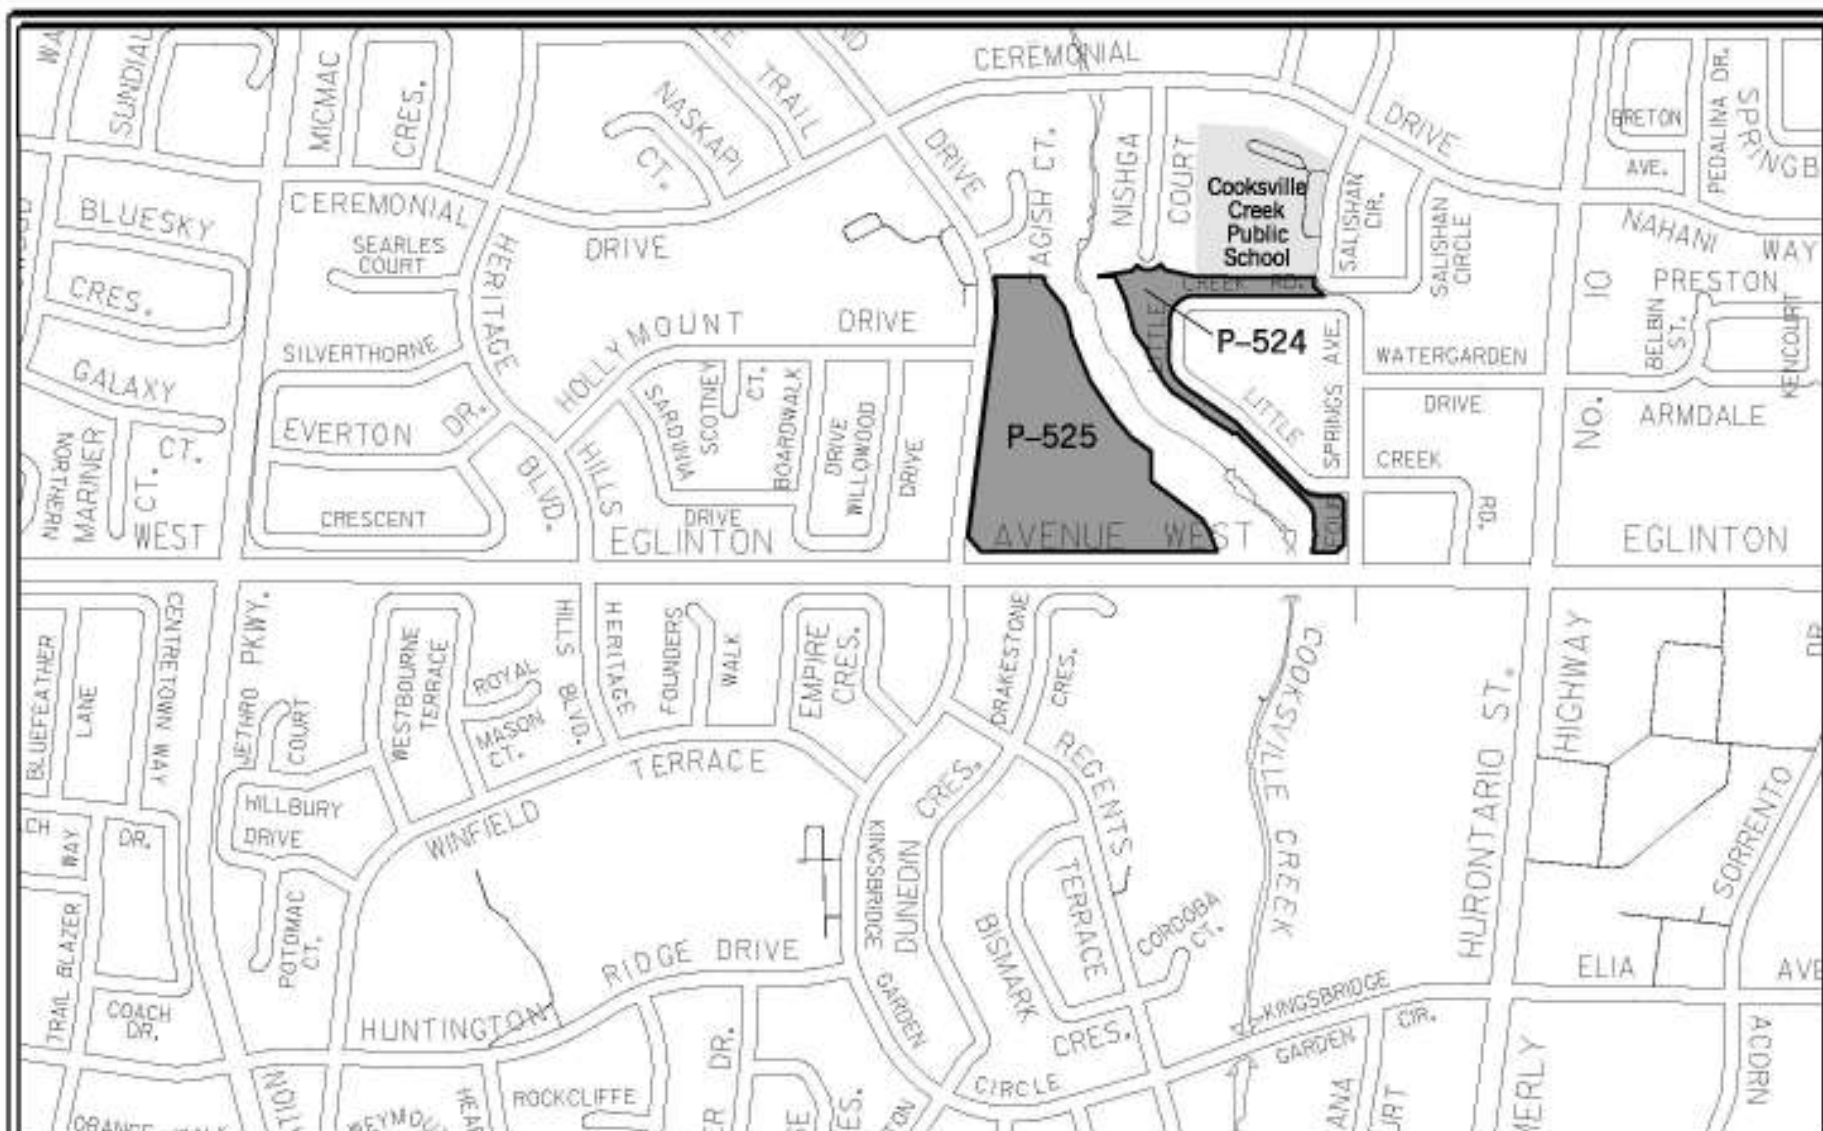 SUNDIAL
MICMAC
CRES.
NASKAPI
CT.
TRAIL
CEREMONIAL
DRIVE
DRIVE
TAGISH CT.
NISHGA
COURT
Cooksville
Creek
Public
School
SALISHAN
CIR.
SALISHAN
CIRCLE
BRETON
AVE.
PEDALINA DR.
NAHANI
WAY
BLUESKY
CRES.
CEREMONIAL
DRIVE
SEARLES
COURT
HERITAGE
HILLS
BLVD.
HOLLYMOUNT
DRIVE
CREEK RD.
P-524
P-525
LITTLE
SPRINGS AVE.
LITTLE
WATERGARDEN
DRIVE
CREEK
RD.
10
No.
PRESTON
BELBIN
ST.
KENCOURT
ARMDALE
GALAXY
CT.
SILVERTHORNE
EVERTON
DR.
CRESCENT
NORTHERN
MARINER
CT.
SARDINIA
DRIVE
SCOTNEY
CT.
BOARDWALK
DRIVE
WILLOWOOD
DRIVE
WEST
EGLINTON
AVENUE WEST
EGLINTON
BLUEFEATHER
LANE
CENTRETOWN WAY
PKWY.
JETHRO
COURT
WESTBOURNE
TERRACE
ROYAL
MASON
CT.
HILLS
BLVD.
HERITAGE
FOUNDERS
WALK
EMPIRE
CRES.
DRAKESTONE
CRES.
COOKSVILLE CREEK
HURONTARIO ST.
HIGHWAY
HILLBURY
DRIVE
WINFIELD
TERRACE
CRES.
REGENTS
TERRACE
DR.
WAY
TRAIL BLAZER
COACH
DR.
POTOMAC
CT.
KINGSBRIDGE
GARDEN
CIRCLE
DUNEDIN
BISMARK
CRES.
CORDOBA
CT.
SORRENTO
HUNTINGTON
RIDGE DRIVE
KINGSBRIDGE
GARDEN
CIR.
ELIA
AVE
ACORN
ROCKCLIFFE
DR.